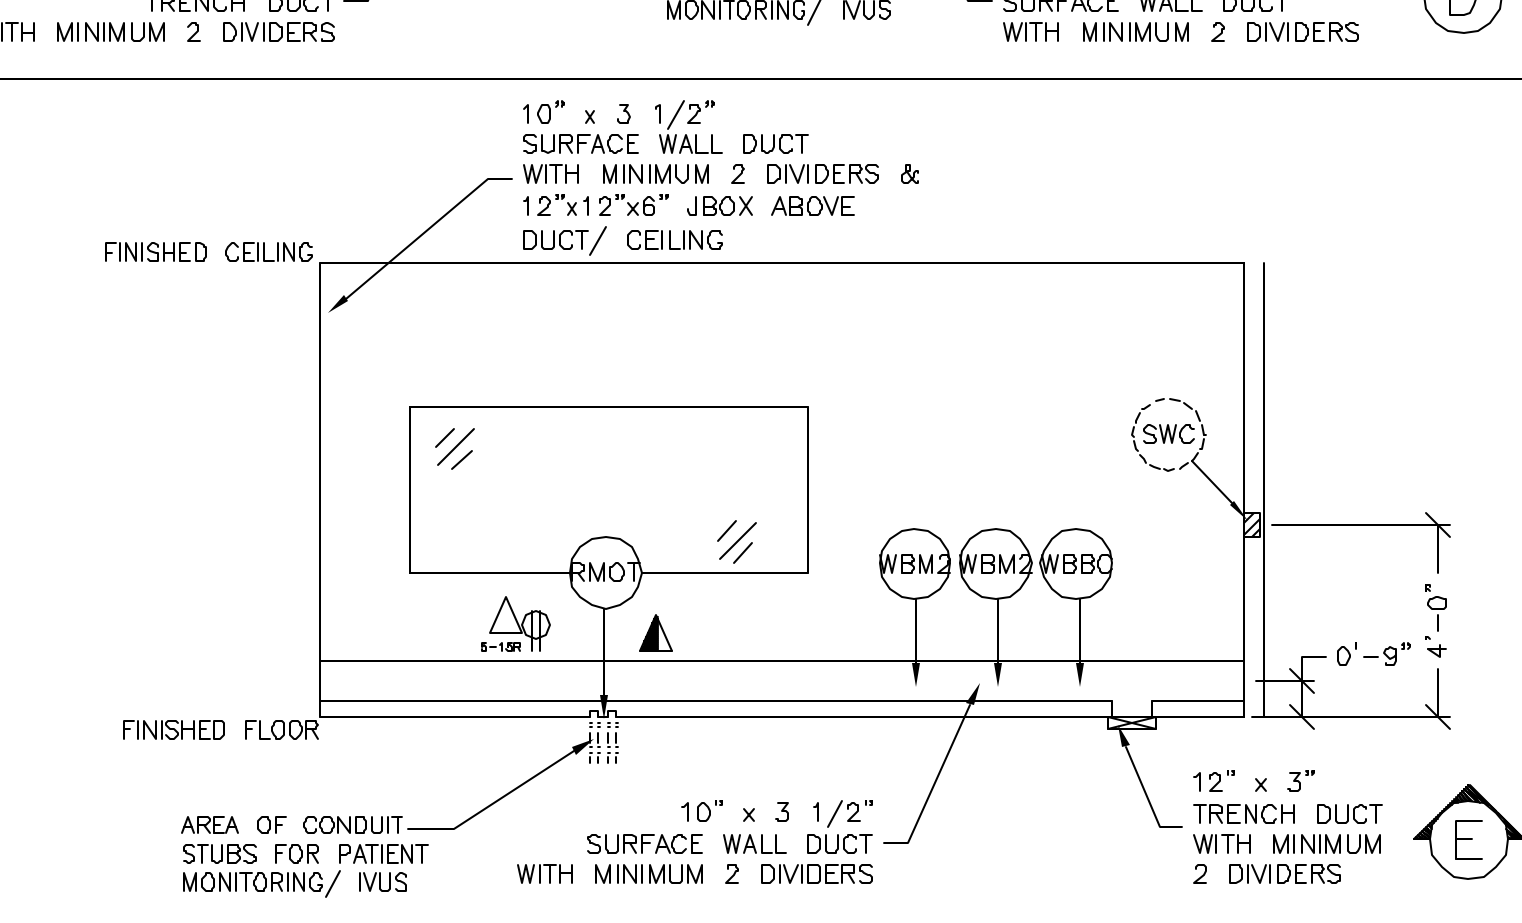 TRENCH DUCT
ITH MINIMUM 2 DIVIDERS
MONITORING/ IVUS
SURFACE WALL DUCT
WITH MINIMUM 2 DIVIDERS
D
10" x 3 1/2"
SURFACE WALL DUCT
WITH MINIMUM 2 DIVIDERS &
12"x12"x6" JBOX ABOVE
DUCT/ CEILING
FINISHED CEILING
SWC
RMOT
WBM2
WBM2
WBBC
5-15R
0'-9"
4'-0"
FINISHED FLOOR
AREA OF CONDUIT
STUBS FOR PATIENT
MONITORING/ IVUS
10" x 3 1/2"
SURFACE WALL DUCT
WITH MINIMUM 2 DIVIDERS
12" x 3"
TRENCH DUCT
WITH MINIMUM
2 DIVIDERS
E